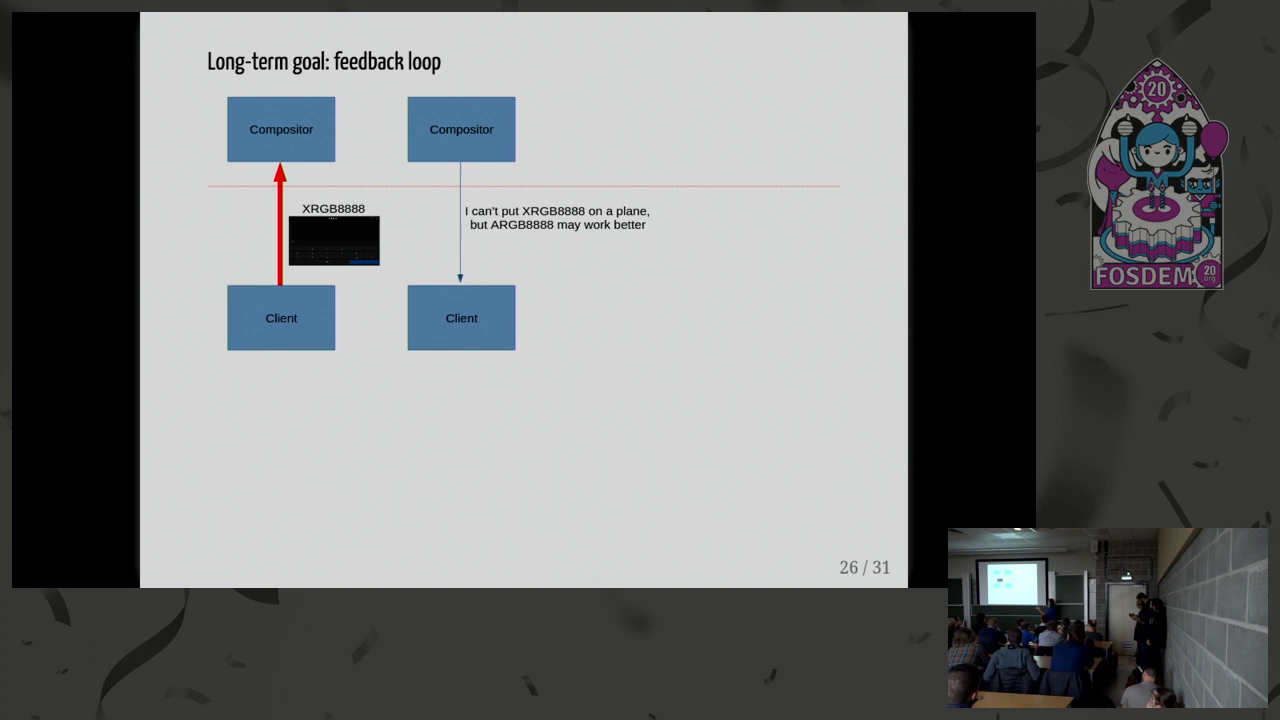 Long-term goal: feedback loop
Compositor
Compositor
XRGB8888
I can't put XRGB8888 on a plane,
but ARGB8888 may work better
Client
Client
26 / 31
20
FOSDEM
20
org